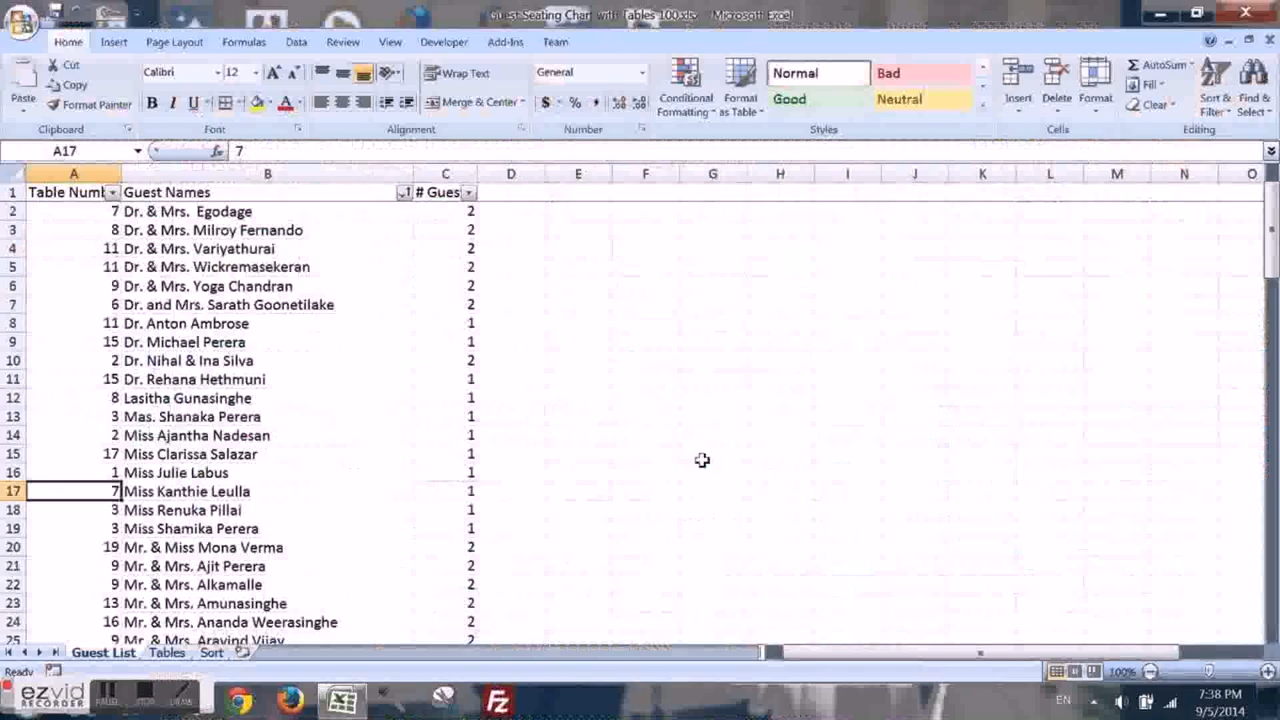 Guest Seating Chart with Tables 100.xlsx - Microsoft Excel
Home Insert Page Layout Formulas Data Review View Developer Add-Ins Team
Cut Calibri 12 Wrap Text General Normal Bad AutoSum
Copy Fill
Paste Format Painter Merge & Center Conditional Formatting Format as Table Good Neutral Insert Delete Format Clear Sort & Filter Find & Select
Clipboard Font Alignment Number Styles Cells Editing
A17 fx 7
A B C D E F G H I J K L M N O
1 Table Numb Guest Names # Gues
2 7 Dr. & Mrs. Egodage 2
3 8 Dr. & Mrs. Milroy Fernando 2
4 11 Dr. & Mrs. Variyathurai 2
5 11 Dr. & Mrs. Wickremasekeran 2
6 9 Dr. & Mrs. Yoga Chandran 2
7 6 Dr. and Mrs. Sarath Goonetilake 2
8 11 Dr. Anton Ambrose 1
9 15 Dr. Michael Perera 1
10 2 Dr. Nihal & Ina Silva 2
11 15 Dr. Rehana Hethmuni 1
12 8 Lasitha Gunasinghe 1
13 3 Mas. Shanaka Perera 1
14 2 Miss Ajantha Nadesan 1
15 17 Miss Clarissa Salazar 1
16 1 Miss Julie Labus 1
17 7 Miss Kanthie Leulla 1
18 3 Miss Renuka Pillai 1
19 3 Miss Shamika Perera 1
20 19 Mr. & Miss Mona Verma 2
21 9 Mr. & Mrs. Ajit Perera 2
22 9 Mr. & Mrs. Alkamalle 2
23 13 Mr. & Mrs. Amunasinghe 2
24 16 Mr. & Mrs. Ananda Weerasinghe 2
25 9 Mr. & Mrs. Aravind Vijay 2
Guest List Tables Sort
Ready 100%
ezvid RECORDER PAUSE STOP DRAW EN 7:38 PM
9/5/2014